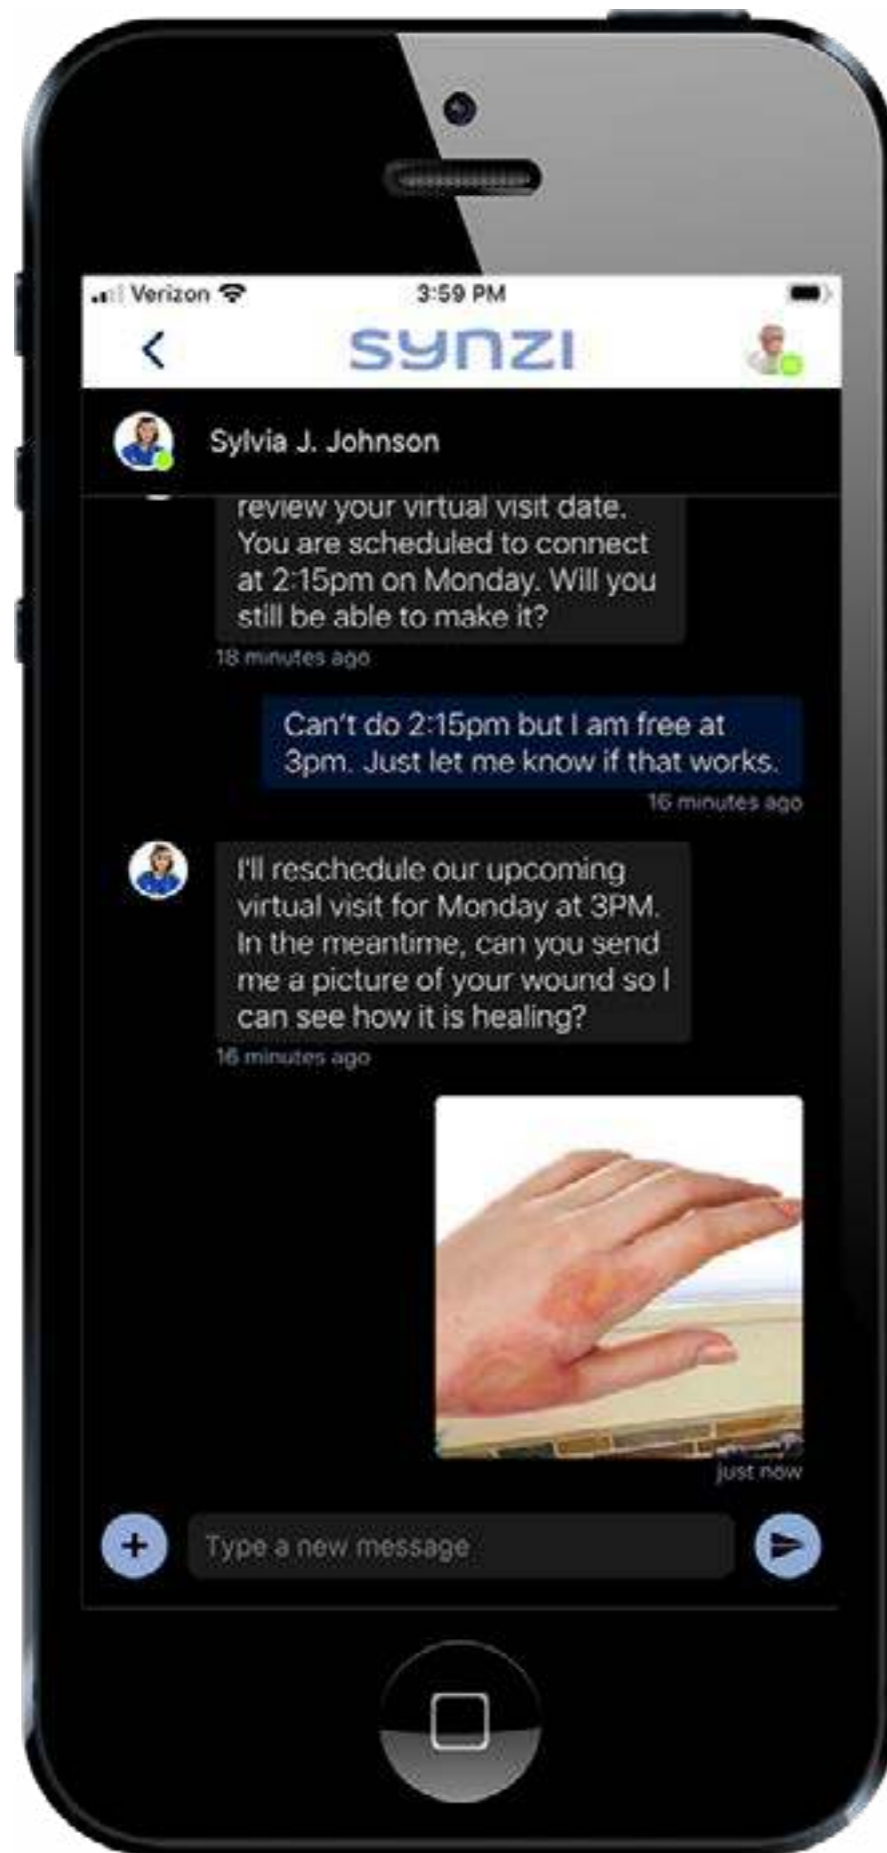 Verizon 3:59 PM
synzi
Sylvia J. Johnson
review your virtual visit date.
You are scheduled to connect
at 2:15pm on Monday. Will you
still be able to make it?
18 minutes ago
Can't do 2:15pm but I am free at
3pm. Just let me know if that works.
16 minutes ago
I'll reschedule our upcoming
virtual visit for Monday at 3PM.
In the meantime, can you send
me a picture of your wound so I
can see how it is healing?
16 minutes ago
just now
Type a new message